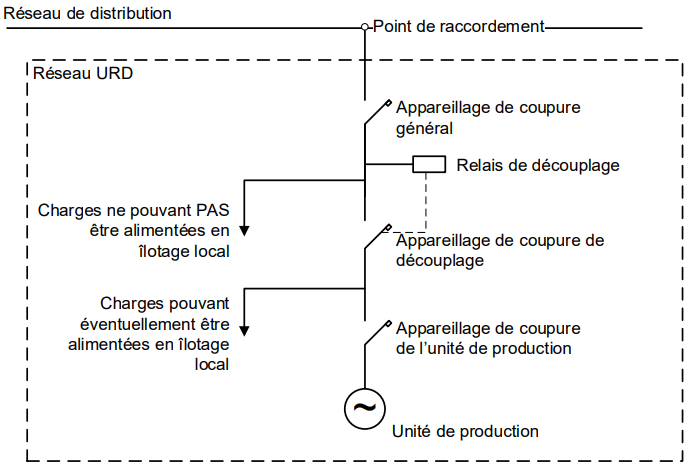 Réseau de distribution
Point de raccordement
Réseau URD
Appareillage de coupure
général
Relais de découplage
Charges ne pouvant PAS
être alimentées en
îlotage local
Appareillage de coupure de
découplage
Charges pouvant
éventuellement être
alimentées en îlotage
local
Appareillage de coupure
de l’unité de production
~
Unité de production